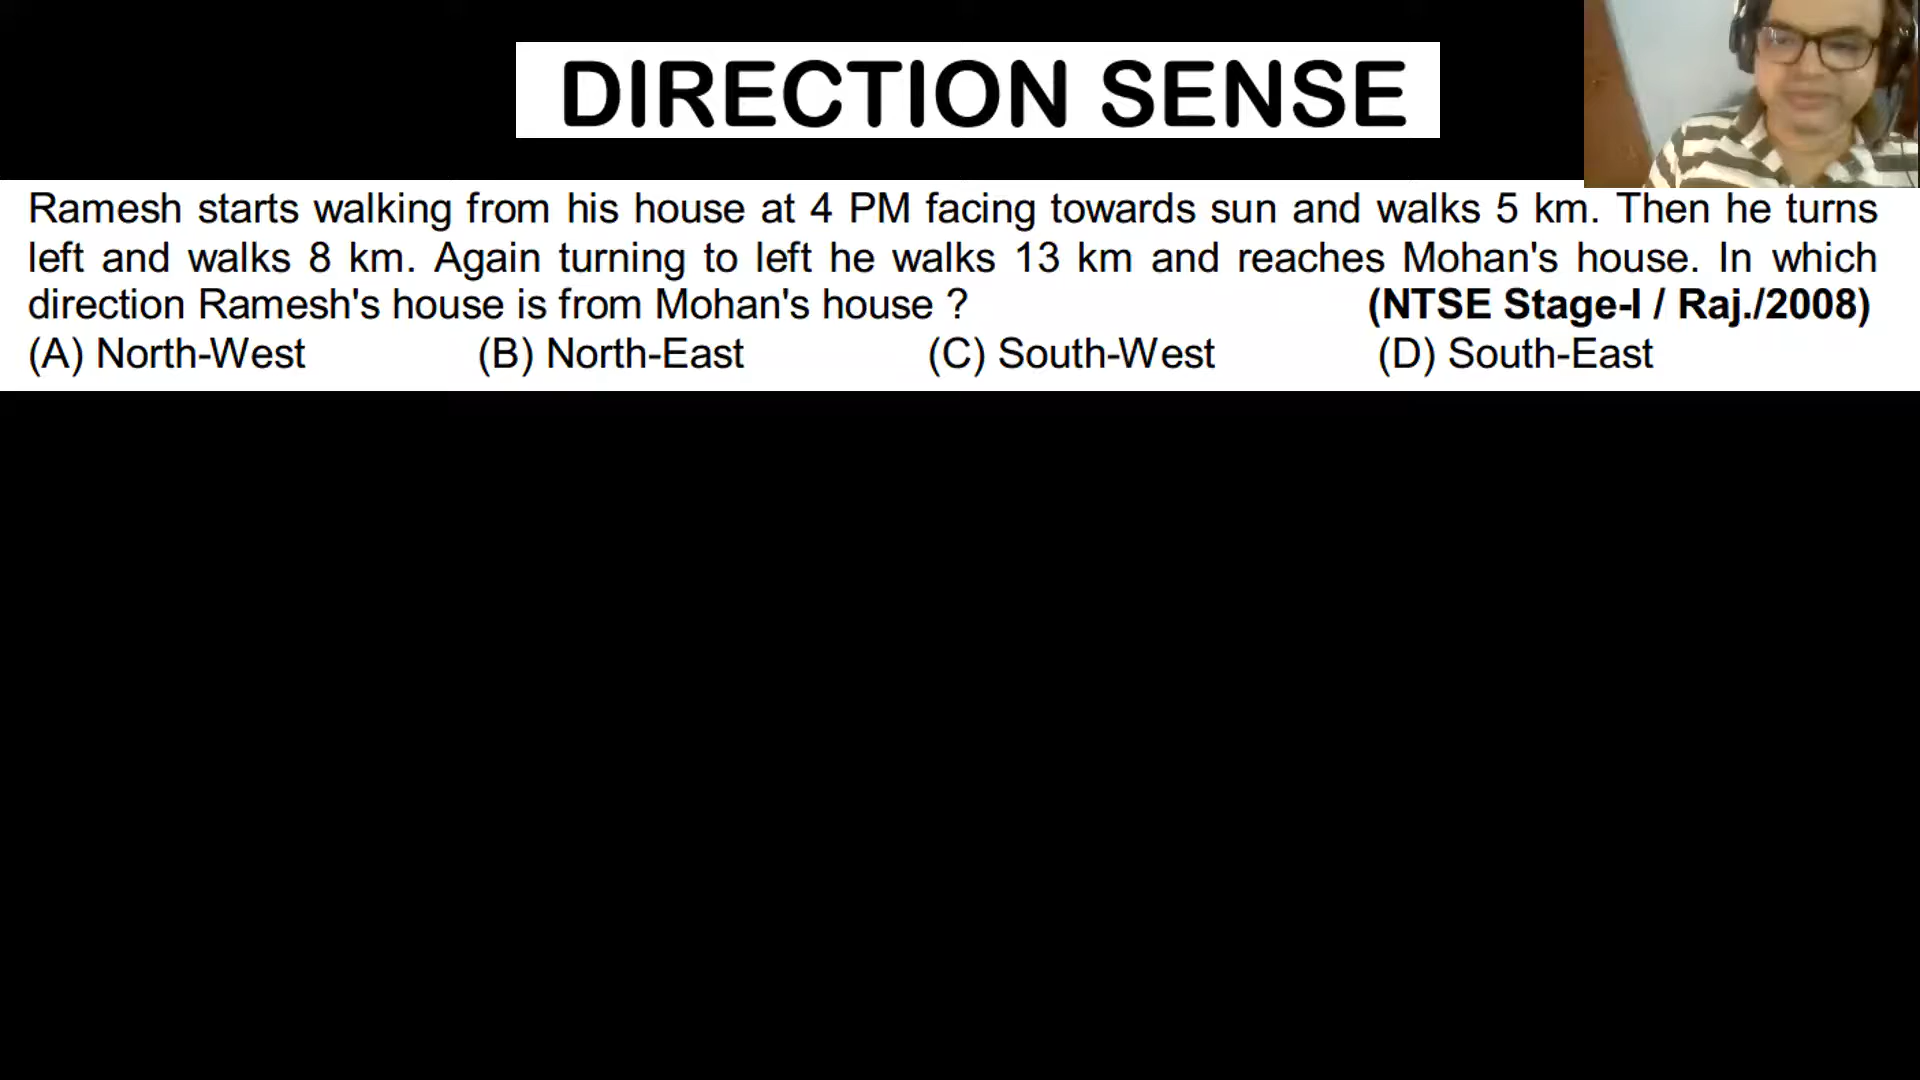 DIRECTION SENSE
Ramesh starts walking from his house at 4 PM facing towards sun and walks 5 km. Then he turns
left and walks 8 km. Again turning to left he walks 13 km and reaches Mohan's house. In which
direction Ramesh's house is from Mohan's house ? (NTSE Stage-I / Raj./2008)
(A) North-West (B) North-East (C) South-West (D) South-East